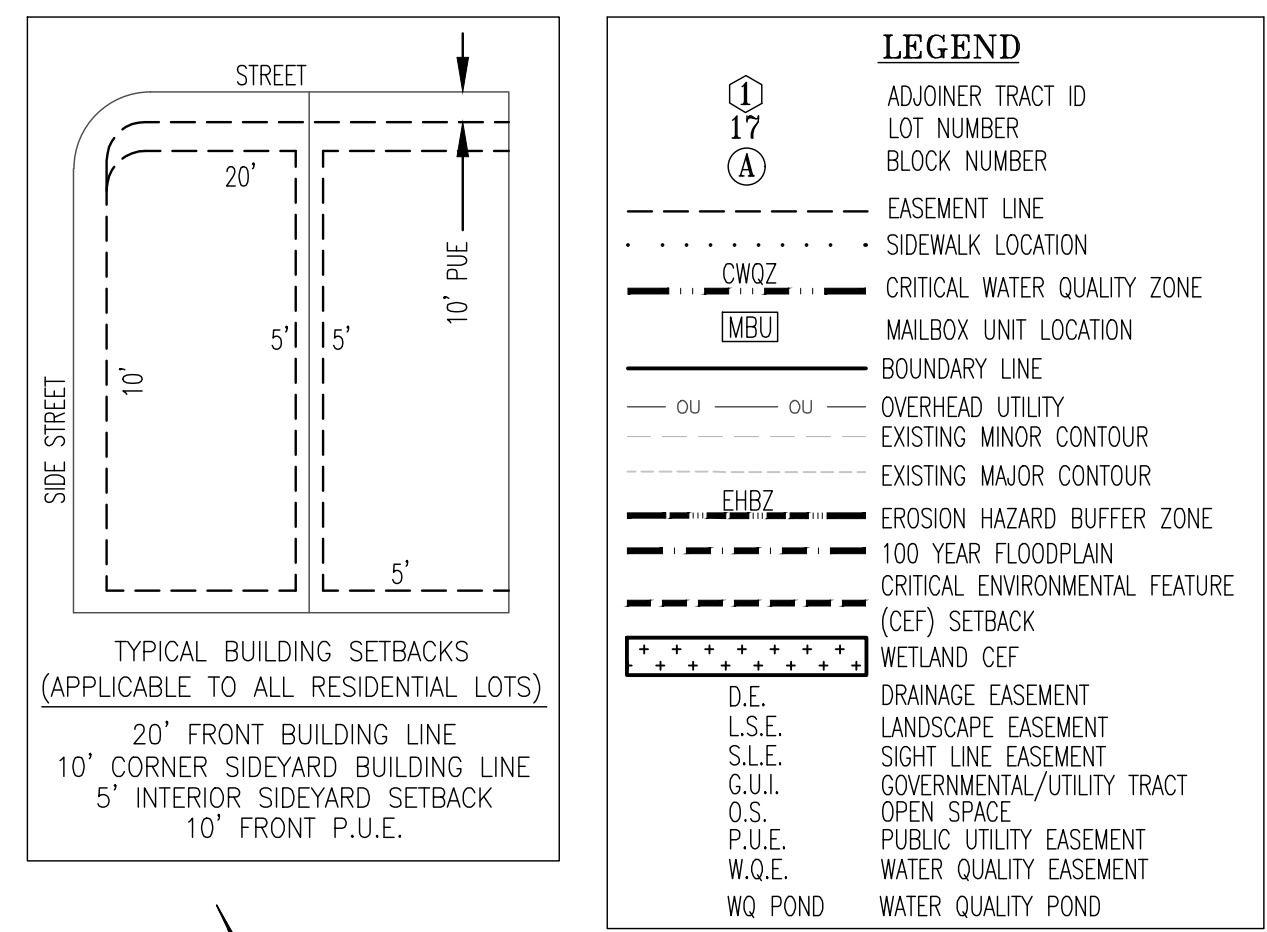 STREET
20'
10' PUE
5' 5'
10'
SIDE STREET
5'
TYPICAL BUILDING SETBACKS
(APPLICABLE TO ALL RESIDENTIAL LOTS)
20' FRONT BUILDING LINE
10' CORNER SIDEYARD BUILDING LINE
5' INTERIOR SIDEYARD SETBACK
10' FRONT P.U.E.
LEGEND
1 ADJOINER TRACT ID
17 LOT NUMBER
A BLOCK NUMBER
EASEMENT LINE
SIDEWALK LOCATION
CWQZ CRITICAL WATER QUALITY ZONE
MBU MAILBOX UNIT LOCATION
BOUNDARY LINE
OU OU OVERHEAD UTILITY
EXISTING MINOR CONTOUR
EXISTING MAJOR CONTOUR
EHBZ EROSION HAZARD BUFFER ZONE
100 YEAR FLOODPLAIN
CRITICAL ENVIRONMENTAL FEATURE
(CEF) SETBACK
WETLAND CEF
D.E. DRAINAGE EASEMENT
L.S.E. LANDSCAPE EASEMENT
S.L.E. SIGHT LINE EASEMENT
G.U.I. GOVERNMENTAL/UTILITY TRACT
O.S. OPEN SPACE
P.U.E. PUBLIC UTILITY EASEMENT
W.Q.E. WATER QUALITY EASEMENT
WQ POND WATER QUALITY POND